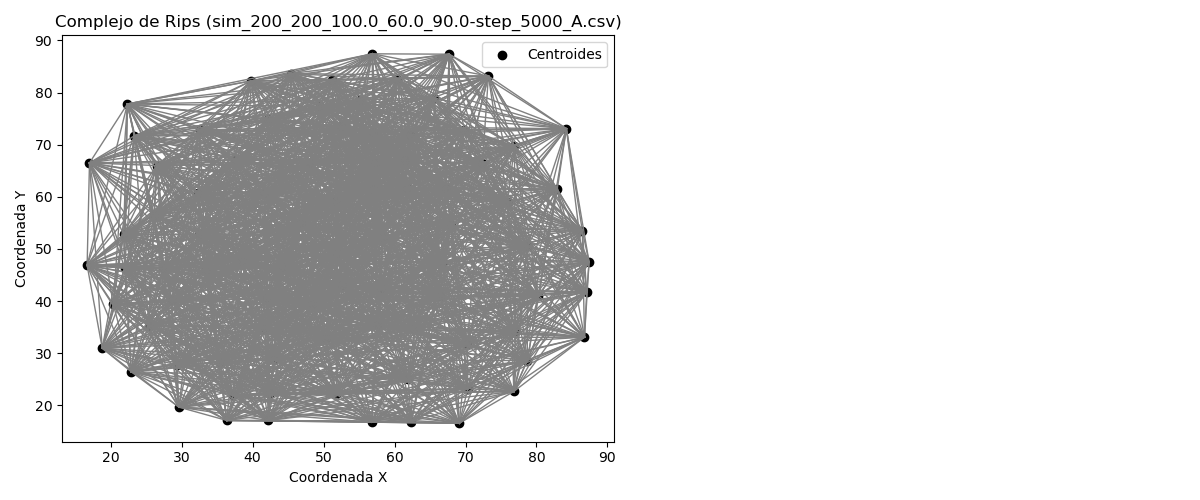 Complejo de Rips (sim_200_200_100.0_60.0_90.0-step_5000_A.csv)
Centroides
90
80
70
60
50
40
30
20
Coordenada Y
20 30 40 50 60 70 80 90
Coordenada X